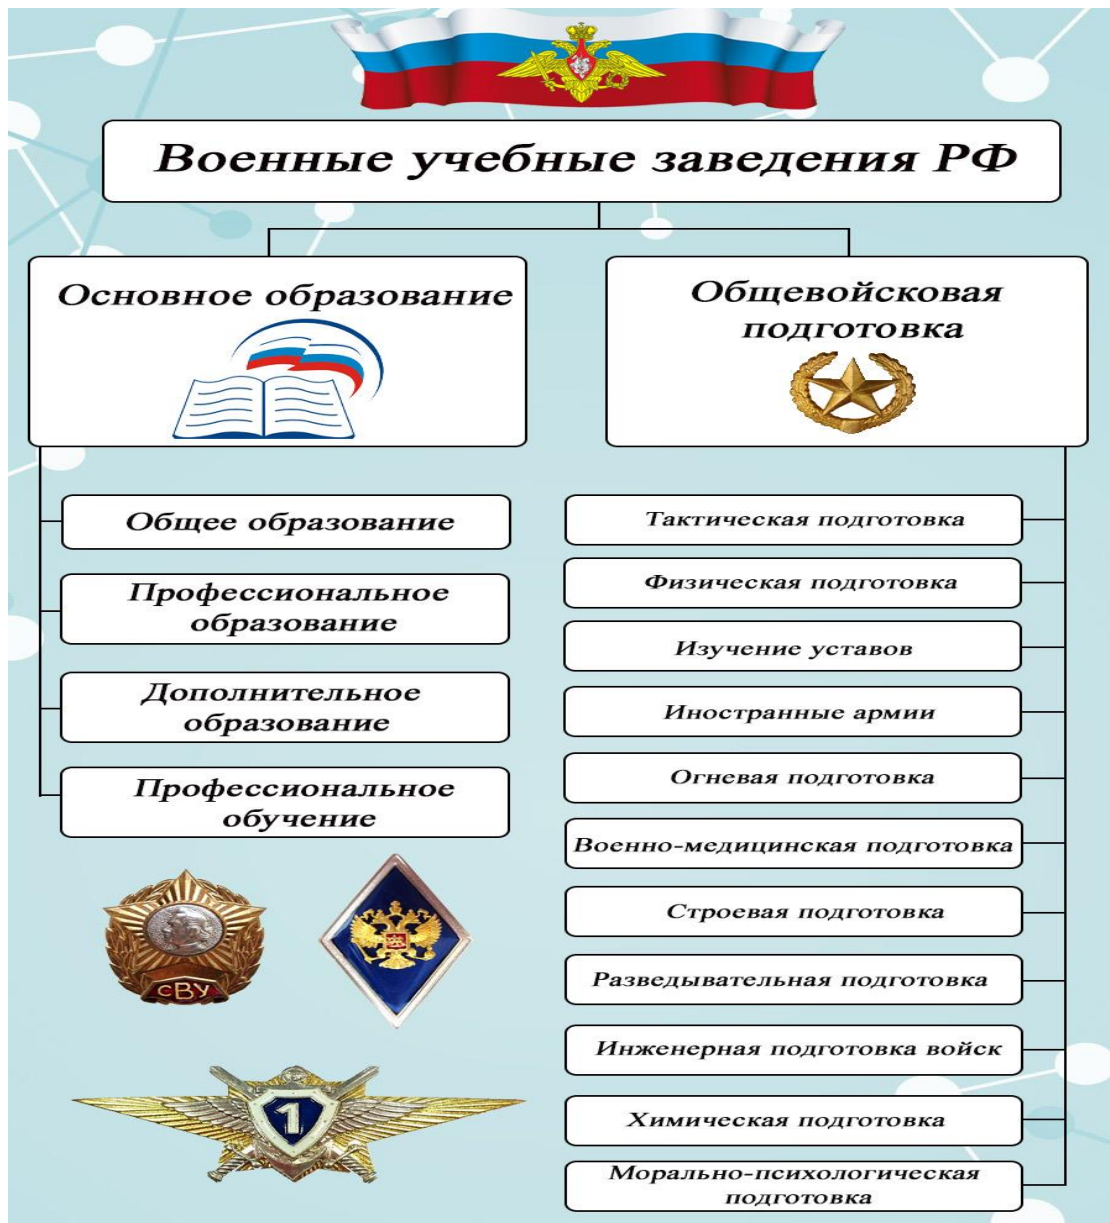 Военные учебные заведения РФ
Основное образование
Общевойсковая
подготовка
Общее образование
Профессиональное
образование
Дополнительное
образование
Профессиональное
обучение
Тактическая подготовка
Физическая подготовка
Изучение уставов
Иностранные армии
Огневая подготовка
Военно-медицинская подготовка
Строевая подготовка
Разведывательная подготовка
Инженерная подготовка войск
Химическая подготовка
Морально-психологическая
подготовка
сВУ
1